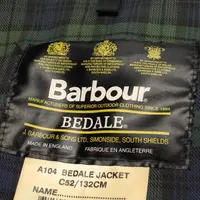 Barbour
MANUFACTURERS OF SUPERIOR OUTDOOR CLOTHING SINCE 1894
BEDALE
J. BARBOUR & SONS LTD, SIMONSIDE, SOUTH SHIELDS
MADE IN ENGLAND FABRIQUE EN ANGLETERRE
A104 BEDALE JACKET
C52/132CM
NAME